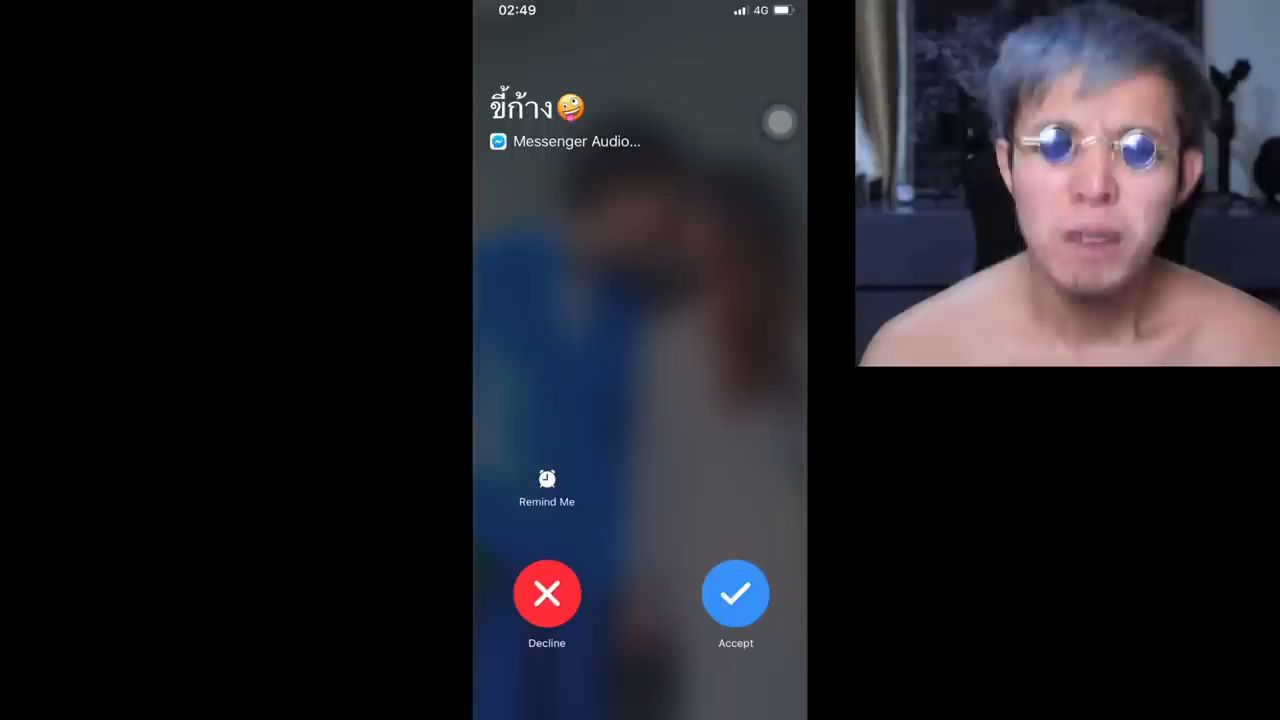 02:49
4G
ขี้ก้าง🤪
Messenger Audio...
Remind Me
Decline
Accept